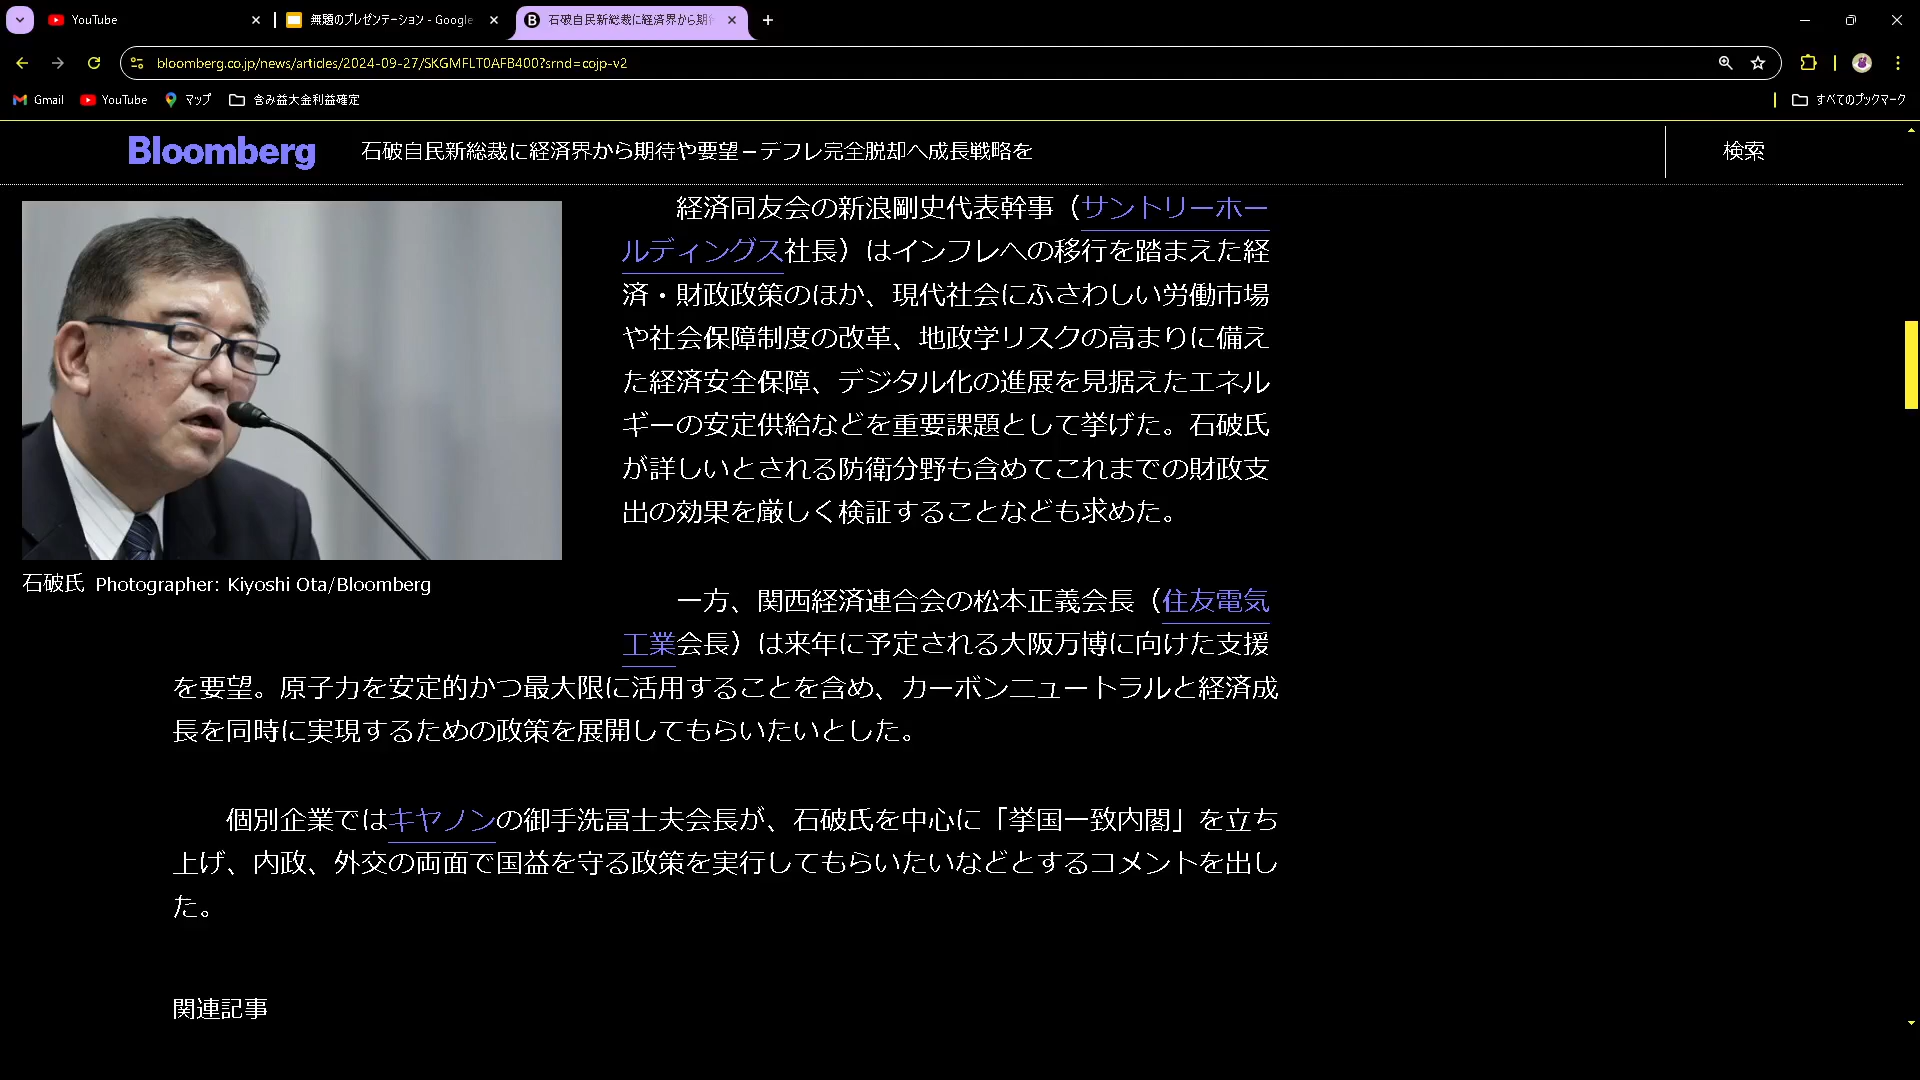 YouTube
無題のプレゼンテーション - Google
石破自民新総裁に経済界から期
bloomberg.co.jp/news/articles/2024-09-27/SKGMFLT0AFB400?srnd=cojp-v2
Gmail
YouTube
マップ
含み益大金利益確定
すべてのブックマーク
Bloomberg
石破自民新総裁に経済界から期待や要望－デフレ完全脱却へ成長戦略を
検索
経済同友会の新浪剛史代表幹事（サントリーホー
ルディングス社長）はインフレへの移行を踏まえた経
済・財政政策のほか、現代社会にふさわしい労働市場
や社会保障制度の改革、地政学リスクの高まりに備え
た経済安全保障、デジタル化の進展を見据えたエネル
ギーの安定供給などを重要課題として挙げた。石破氏
が詳しいとされる防衛分野も含めてこれまでの財政支
出の効果を厳しく検証することなども求めた。
石破氏 Photographer: Kiyoshi Ota/Bloomberg
一方、関西経済連合会の松本正義会長（住友電気
工業会長）は来年に予定される大阪万博に向けた支援
を要望。原子力を安定的かつ最大限に活用することを含め、カーボンニュートラルと経済成
長を同時に実現するための政策を展開してもらいたいとした。
個別企業ではキヤノンの御手洗冨士夫会長が、石破氏を中心に「挙国一致内閣」を立ち
上げ、内政、外交の両面で国益を守る政策を実行してもらいたいなどとするコメントを出し
た。
関連記事